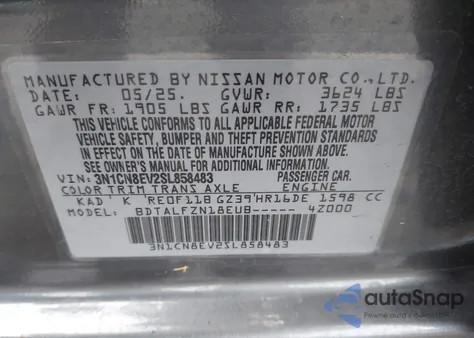 MANUFACTURED BY NISSAN MOTOR CO.,LTD.
DATE: 05/25. GVWR: 3624 LBS
GAWR FR: 1905 LBS GAWR RR: 1735 LBS
THIS VEHICLE CONFORMS TO ALL APPLICABLE FEDERAL MOTOR
VEHICLE SAFETY, BUMPER AND THEFT PREVENTION STANDARDS
IN EFFECT ON THE DATE OF MANUFACTURE SHOWN ABOVE.
SEE OWNER'S MANUAL FOR ADDITIONAL INFORMATION.
VIN: 3N1CN8EV2SL858483 PASSENGER CAR.
COLOR TRIM TRANS AXLE ENGINE
KAD K RE0F11B GZ39 HR16DE 1598 CC
MODEL: BDTALFZN18EUB----- 4Z000
3N1CN8EV2SL858483
autaSnap